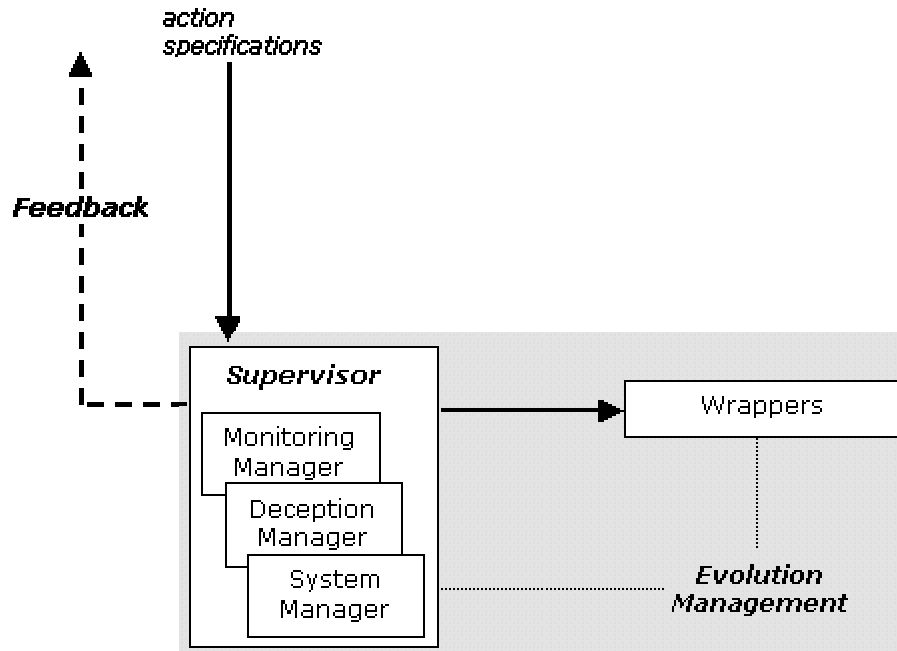 action
specifications
Feedback
Supervisor
Monitoring
Manager
Deception
Manager
System
Manager
Wrappers
Evolution
Management